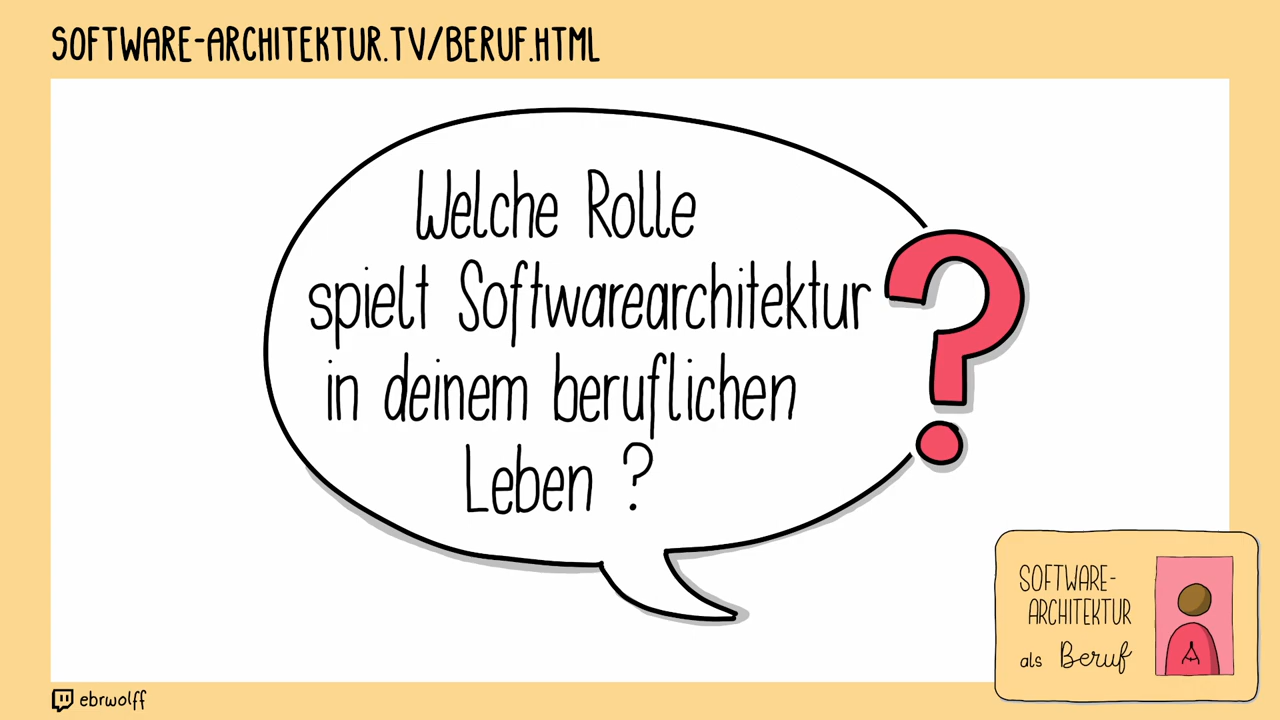 SOFTWARE-ARCHITEKTUR.TV/BERUF.HTML
Welche Rolle
spielt Softwarearchitektur
in deinem beruflichen
Leben ?
SOFTWARE-
ARCHITEKTUR
als Beruf
ebrwolff